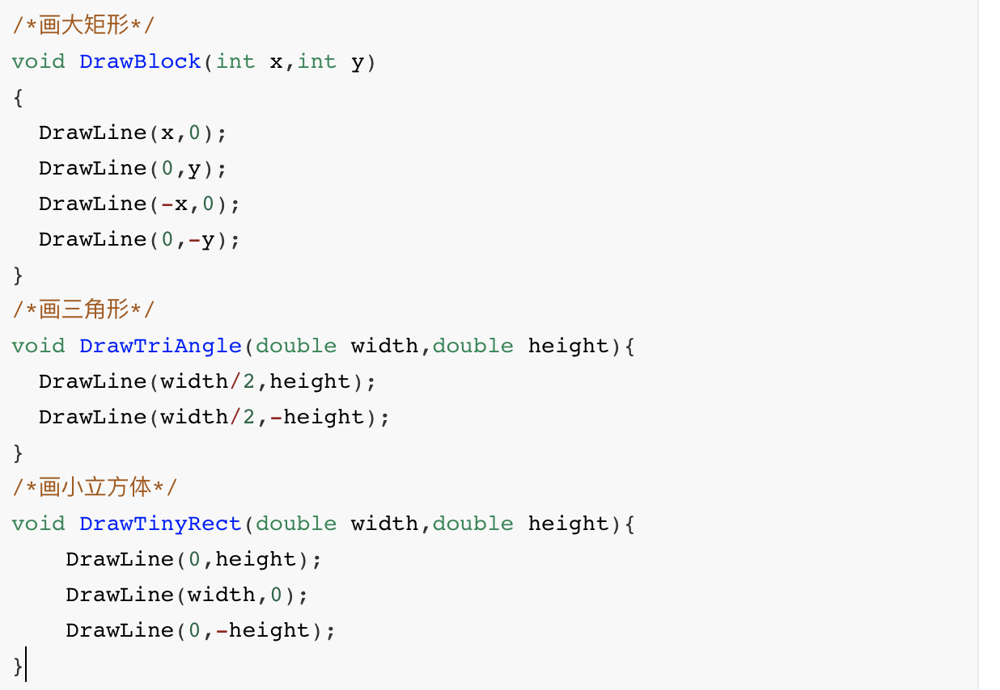 /*画大矩形*/
void DrawBlock(int x,int y)
{
  DrawLine(x,0);
  DrawLine(0,y);
  DrawLine(-x,0);
  DrawLine(0,-y);
}
/*画三角形*/
void DrawTriAngle(double width,double height){
  DrawLine(width/2,height);
  DrawLine(width/2,-height);
}
/*画小立方体*/
void DrawTinyRect(double width,double height){
    DrawLine(0,height);
    DrawLine(width,0);
    DrawLine(0,-height);
}